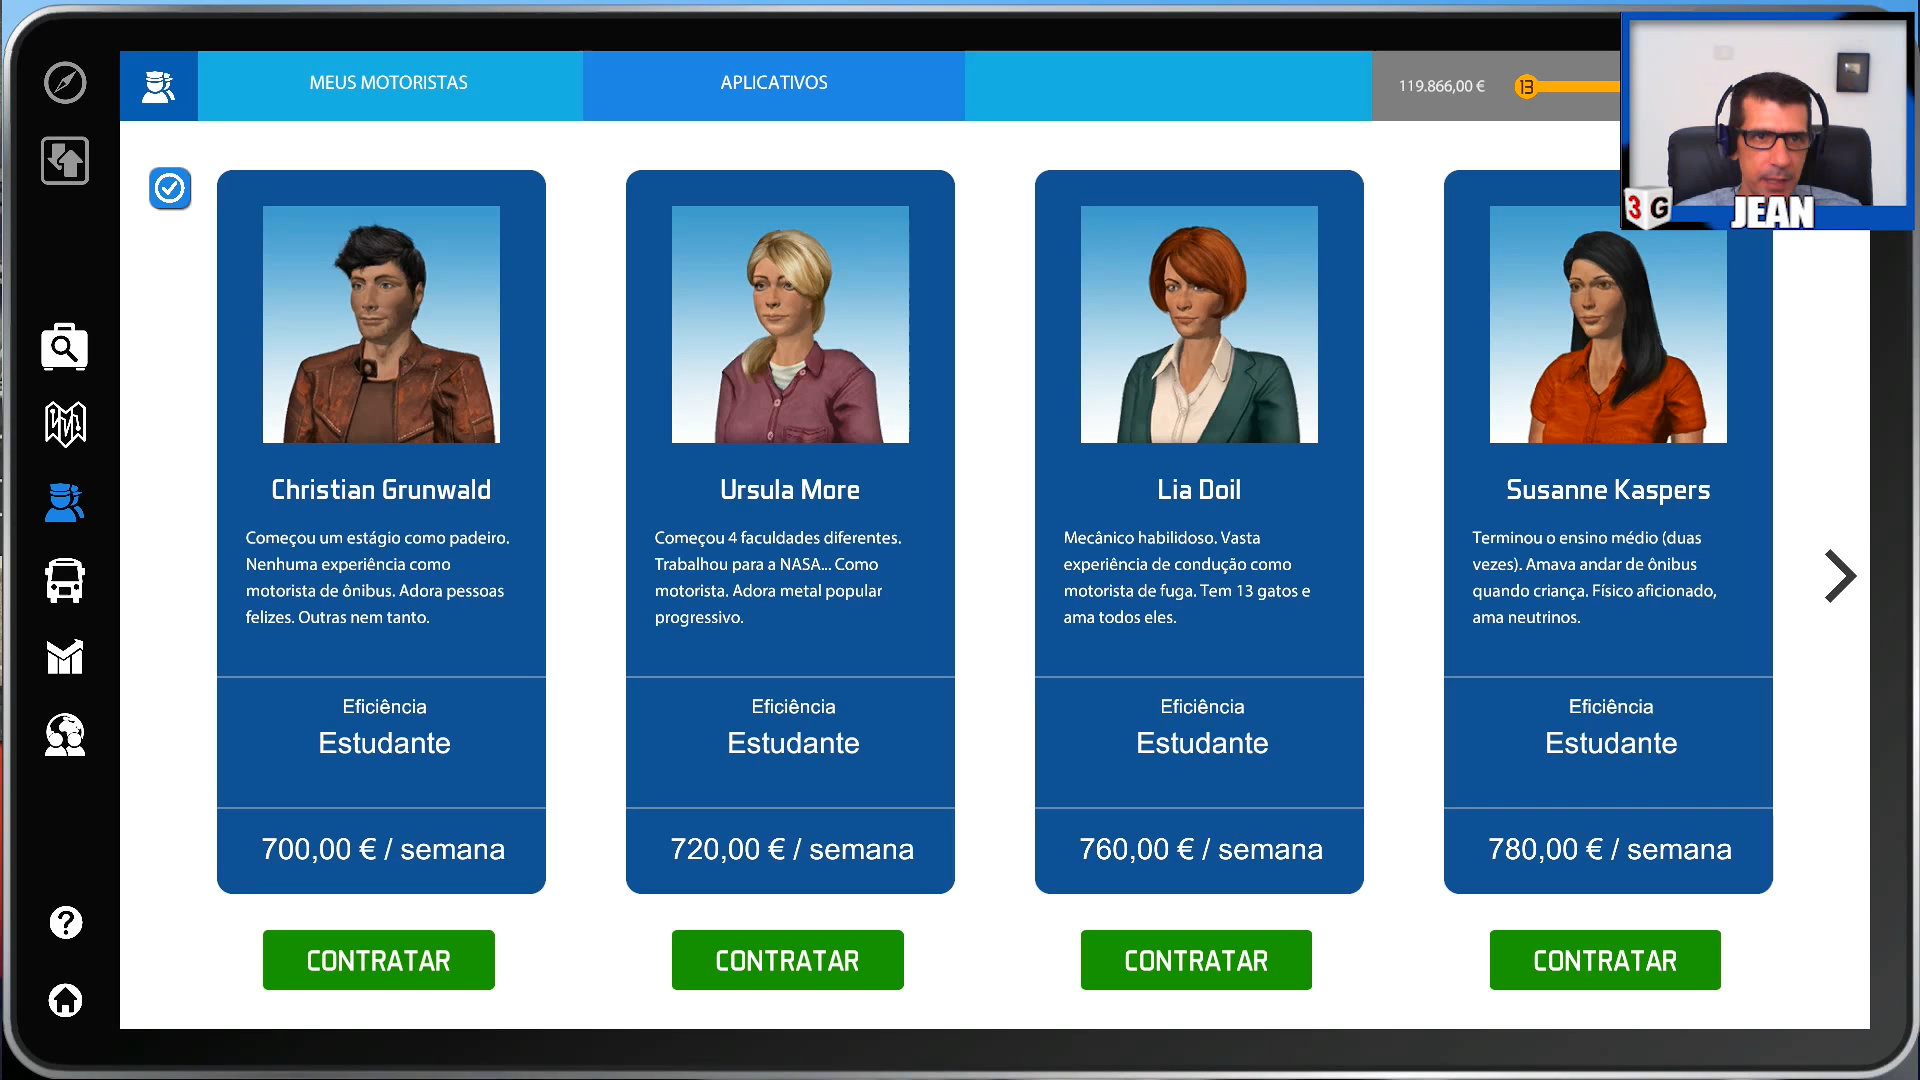 MEUS MOTORISTAS
APLICATIVOS
119.866,00 €
13
3 G
JEAN
Christian Grunwald
Começou um estágio como padeiro.
Nenhuma experiência como
motorista de ônibus. Adora pessoas
felizes. Outras nem tanto.
Eficiência
Estudante
700,00 € / semana
CONTRATAR
Ursula More
Começou 4 faculdades diferentes.
Trabalhou para a NASA... Como
motorista. Adora metal popular
progressivo.
Eficiência
Estudante
720,00 € / semana
CONTRATAR
Lia Doil
Mecânico habilidoso. Vasta
experiência de condução como
motorista de fuga. Tem 13 gatos e
ama todos eles.
Eficiência
Estudante
760,00 € / semana
CONTRATAR
Susanne Kaspers
Terminou o ensino médio (duas
vezes). Amava andar de ônibus
quando criança. Físico aficionado,
ama neutrinos.
Eficiência
Estudante
780,00 € / semana
CONTRATAR